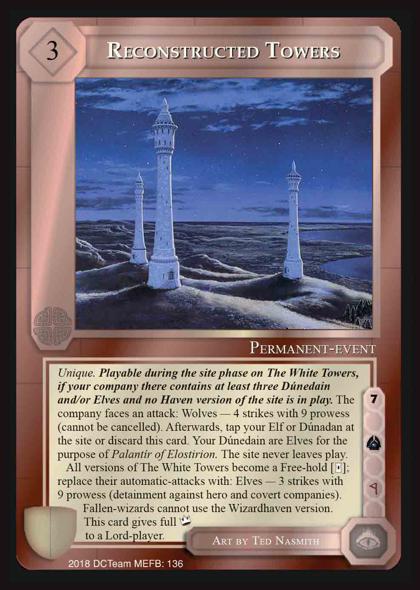 3
RECONSTRUCTED TOWERS
PERMANENT-EVENT
Unique. Playable during the site phase on The White Towers,
if your company there contains at least three Dúnedain
and/or Elves and no Haven version of the site is in play. The
company faces an attack: Wolves — 4 strikes with 9 prowess
(cannot be cancelled). Afterwards, tap your Elf or Dúnadan at
the site or discard this card. Your Dúnedain are Elves for the
purpose of Palantír of Elostirion. The site never leaves play.
All versions of The White Towers become a Free-hold [ ];
replace their automatic-attacks with: Elves — 3 strikes with
9 prowess (detainment against hero and covert companies).
Fallen-wizards cannot use the Wizardhaven version.
This card gives full
to a Lord-player.
7
ART BY TED NASMITH
2018 DCTeam MEFB: 136